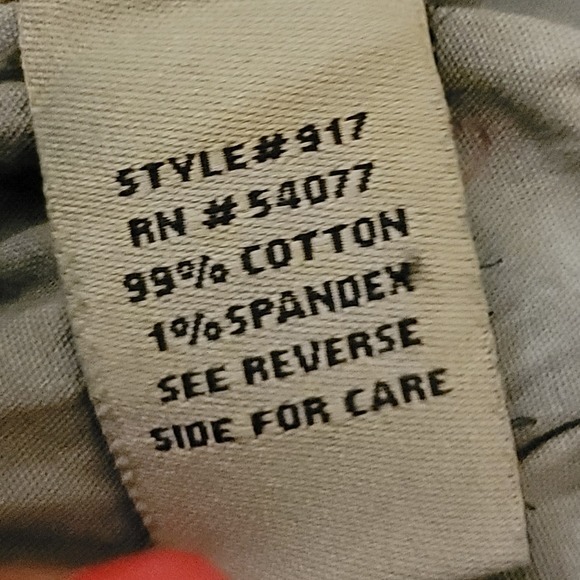 STYLE# 917
RN #54077
99% COTTON
1% SPANDEX
SEE REVERSE
SIDE FOR CARE